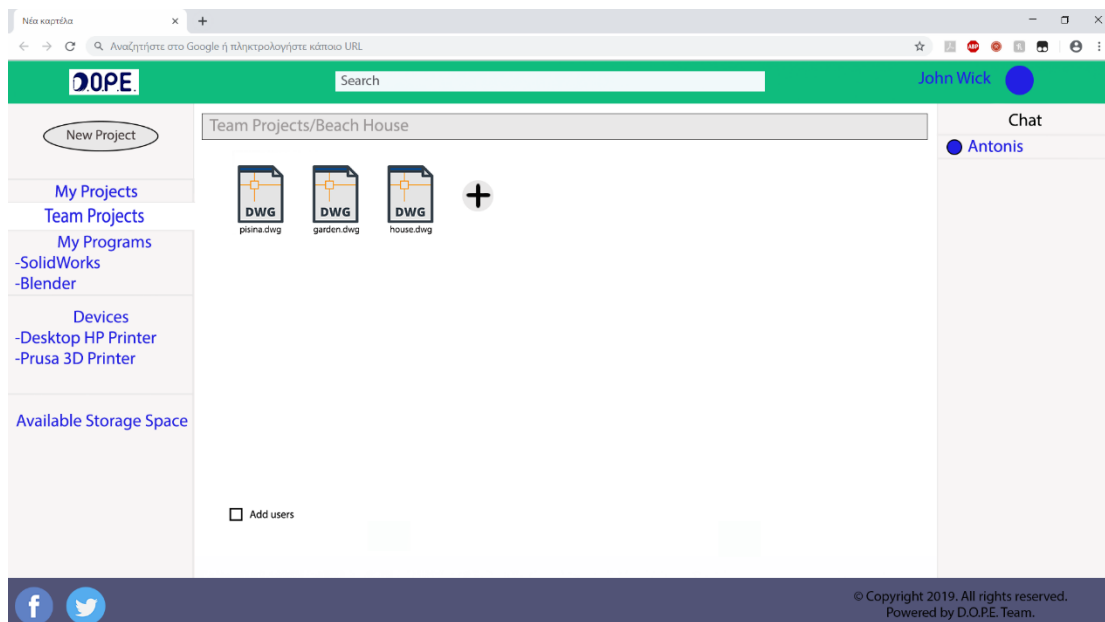 Νέα καρτέλα
Αναζητήστε στο Google ή πληκτρολογήστε κάποιο URL
ABP
D.O.P.E.
Search
John Wick
New Project
Team Projects/Beach House
Chat
Antonis
My Projects
Team Projects
My Programs
-SolidWorks
-Blender
Devices
-Desktop HP Printer
-Prusa 3D Printer
Available Storage Space
DWG
pisina.dwg
DWG
garden.dwg
DWG
house.dwg
Add users
f
© Copyright 2019. All rights reserved.
Powered by D.O.P.E. Team.